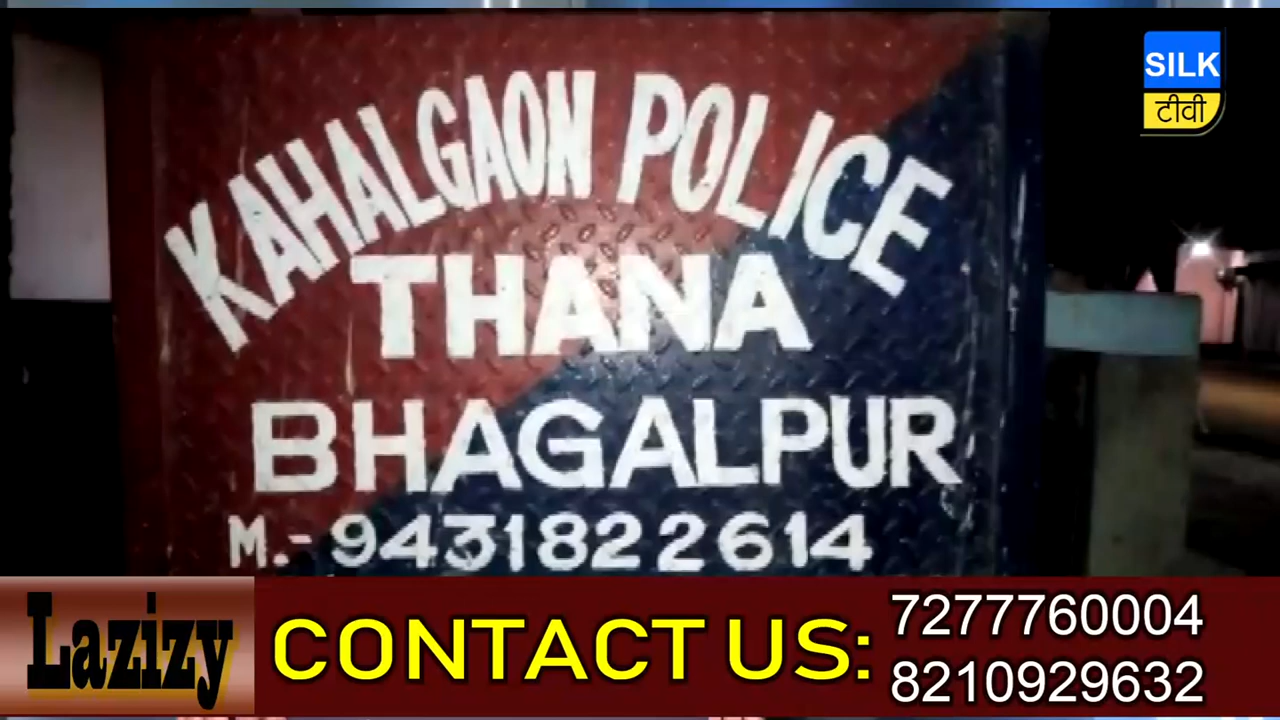 SILK
टीवी
KAHALGAON POLICE
THANA
BHAGALPUR
M.- 9431822614
Lazizy
CONTACT US:
7277760004
8210929632